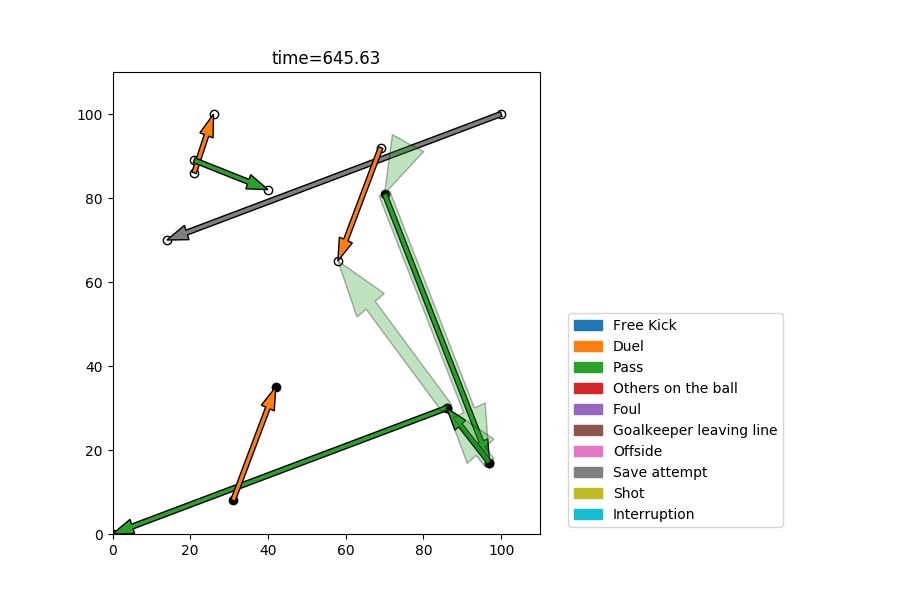 time=645.63
100
80
60
40
20
0
0 20 40 60 80 100
Free Kick
Duel
Pass
Others on the ball
Foul
Goalkeeper leaving line
Offside
Save attempt
Shot
Interruption